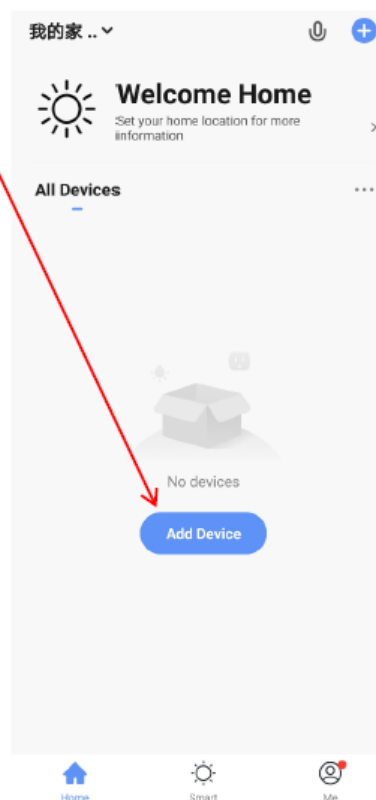 我的家 ..
Welcome Home
Set your home location for more
iinformation
All Devices
...
No devices
Add Device
Home
Smart
Me